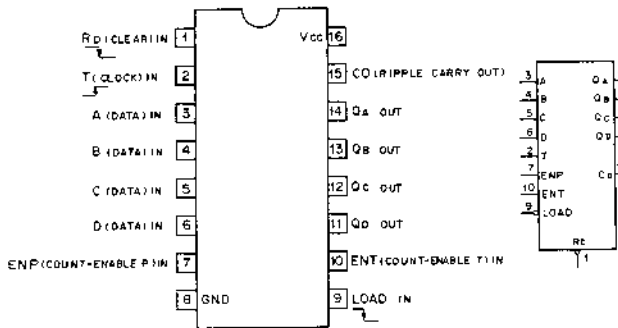 RD(CLEAR)IN 1
T(CLOCK)IN 2
A(DATA)IN 3
B(DATA)IN 4
C(DATA)IN 5
D(DATA)IN 6
ENP(COUNT-ENABLE P)IN 7
8 GND
Vcc 16
15 CO(RIPPLE CARRY OUT)
14 QA OUT
13 QB OUT
12 QC OUT
11 QD OUT
10 ENT(COUNT-ENABLE T)IN
9 LOAD IN
3 A QA
4 B QB
5 C QC
6 D QD
2 T
7 ENP CO
10 ENT
9 LOAD
1